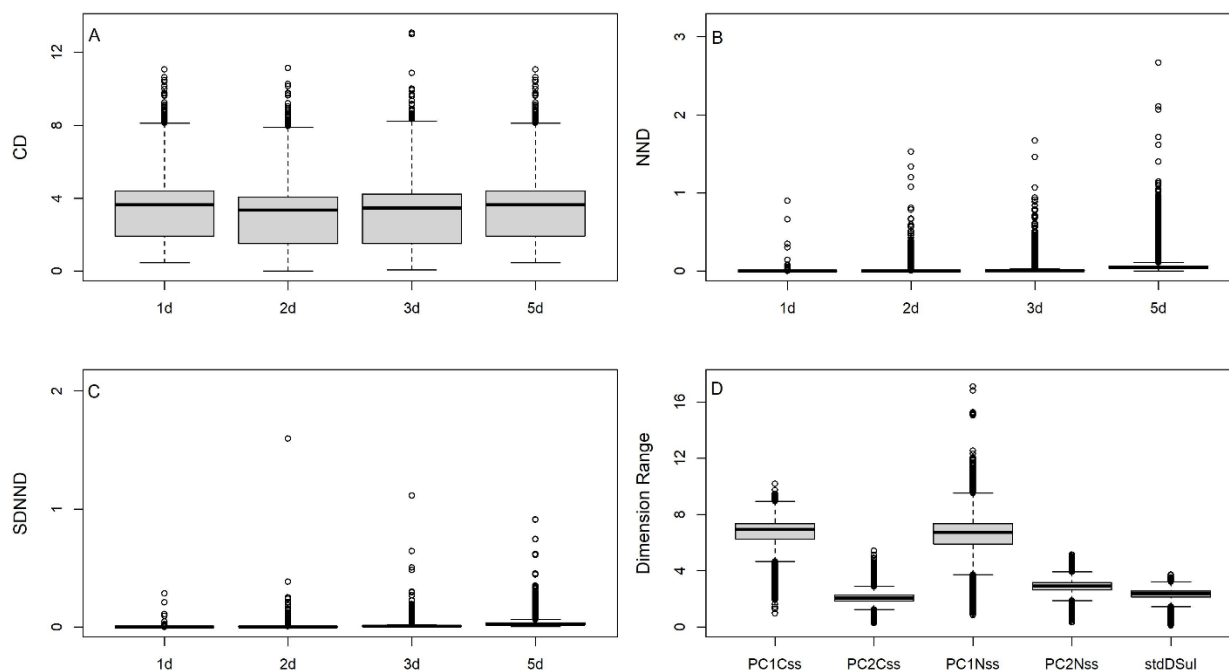 A
CD
12
8
4
0
1d 2d 3d 5d
B
NND
3
2
1
0
1d 2d 3d 5d
C
SDNND
2
1
0
1d 2d 3d 5d
D
Dimension Range
16
12
8
4
0
PC1Css PC2Css PC1Nss PC2Nss stdDSul